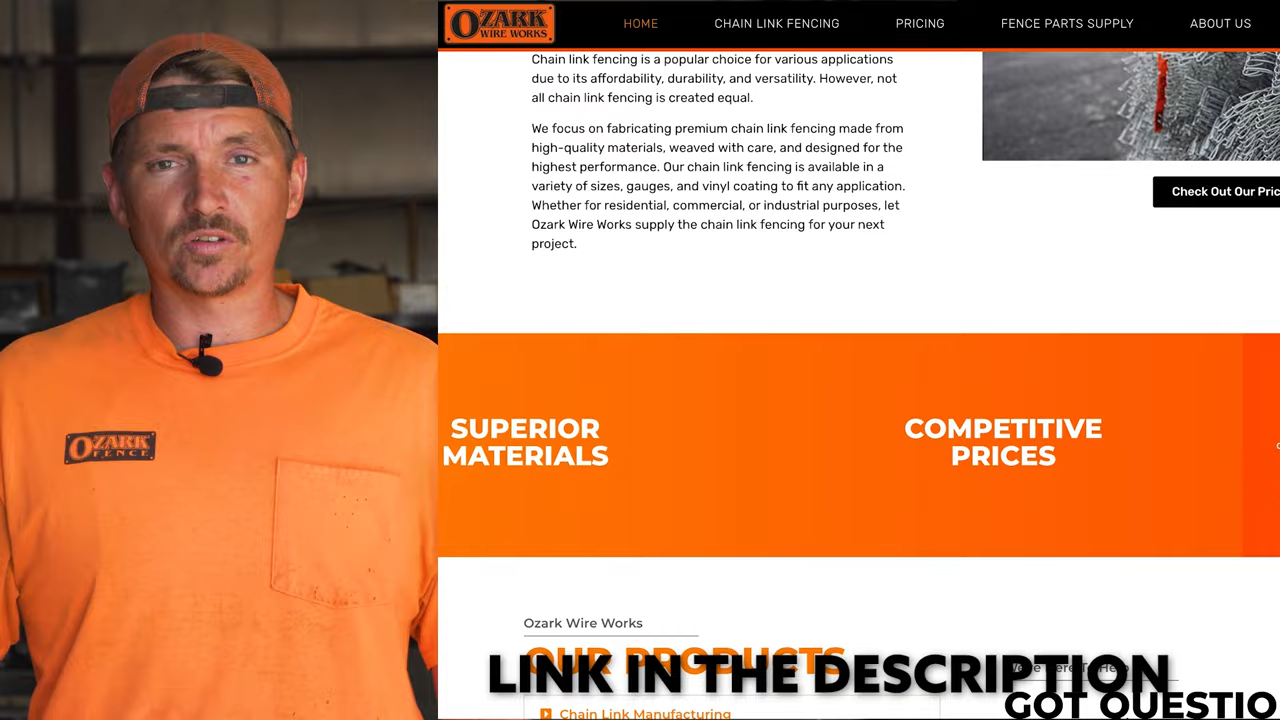 OZARK
WIRE WORKS
HOME
CHAIN LINK FENCING
PRICING
FENCE PARTS SUPPLY
ABOUT US
Chain link fencing is a popular choice for various applications
due to its affordability, durability, and versatility. However, not
all chain link fencing is created equal.
We focus on fabricating premium chain link fencing made from
high-quality materials, weaved with care, and designed for the
highest performance. Our chain link fencing is available in a
variety of sizes, gauges, and vinyl coating to fit any application.
Whether for residential, commercial, or industrial purposes, let
Ozark Wire Works supply the chain link fencing for your next
project.
Check Out Our Pric
SUPERIOR
MATERIALS
COMPETITIVE
PRICES
OZARK
FENCE
Ozark Wire Works
OUR PRODUCTS
LINK IN THE DESCRIPTION
GOT QUESTIO
Chain Link Manufacturing